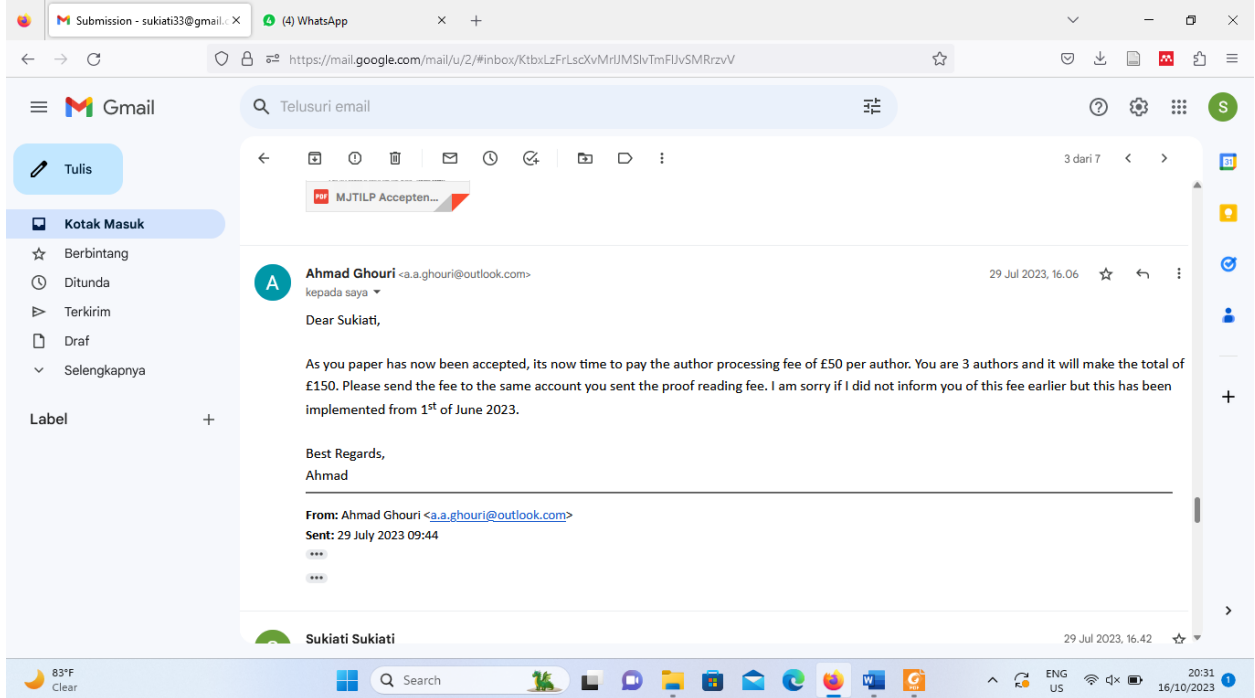 Submission - sukiati33@gmail.c
(4) WhatsApp
https://mail.google.com/mail/u/2/#inbox/KtbxLzFrLscXvMrIJMSlvTmFlJvSMRrzvV
Gmail
Telusuri email
S
Tulis
3 dari 7
31
PDF MJTILP Accepten...
Kotak Masuk
Berbintang
Ditunda
Terkirim
Draf
Selengkapnya
Label
A
Ahmad Ghouri <a.a.ghouri@outlook.com>
29 Jul 2023, 16.06
kepada saya
Dear Sukiati,
As you paper has now been accepted, its now time to pay the author processing fee of £50 per author. You are 3 authors and it will make the total of
£150. Please send the fee to the same account you sent the proof reading fee. I am sorry if I did not inform you of this fee earlier but this has been
implemented from 1st of June 2023.
Best Regards,
Ahmad
From: Ahmad Ghouri <a.a.ghouri@outlook.com>
Sent: 29 July 2023 09:44
Sukiati Sukiati
29 Jul 2023, 16.42
83°F
Clear
Search
ENG
US
20:31
16/10/2023
1